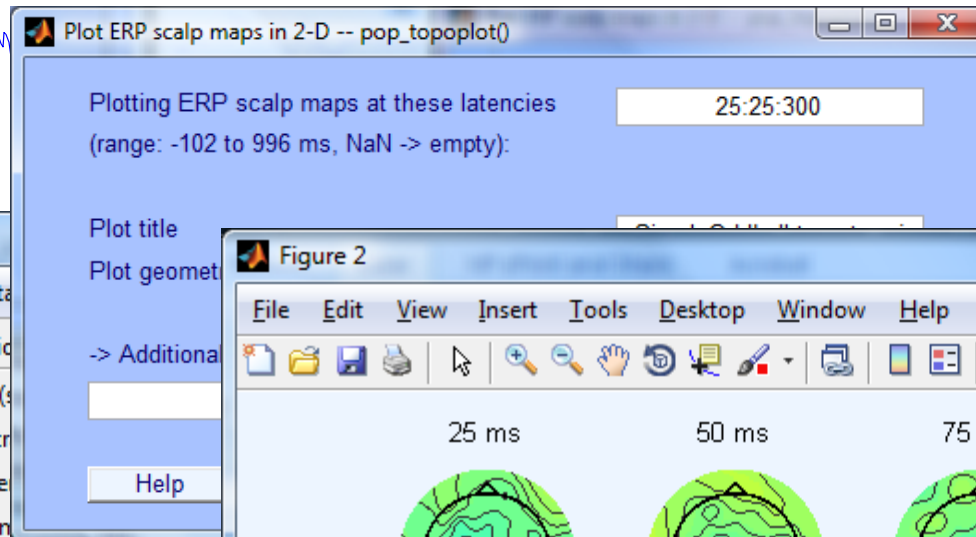 Plot ERP scalp maps in 2-D -- pop_topoplot()
Plotting ERP scalp maps at these latencies
25:25:300
(range: -102 to 996 ms, NaN -> empty):
Plot title
Plot geomet
Figure 2
File Edit View Insert Tools Desktop Window Help
-> Additional
25 ms 50 ms 75
Help